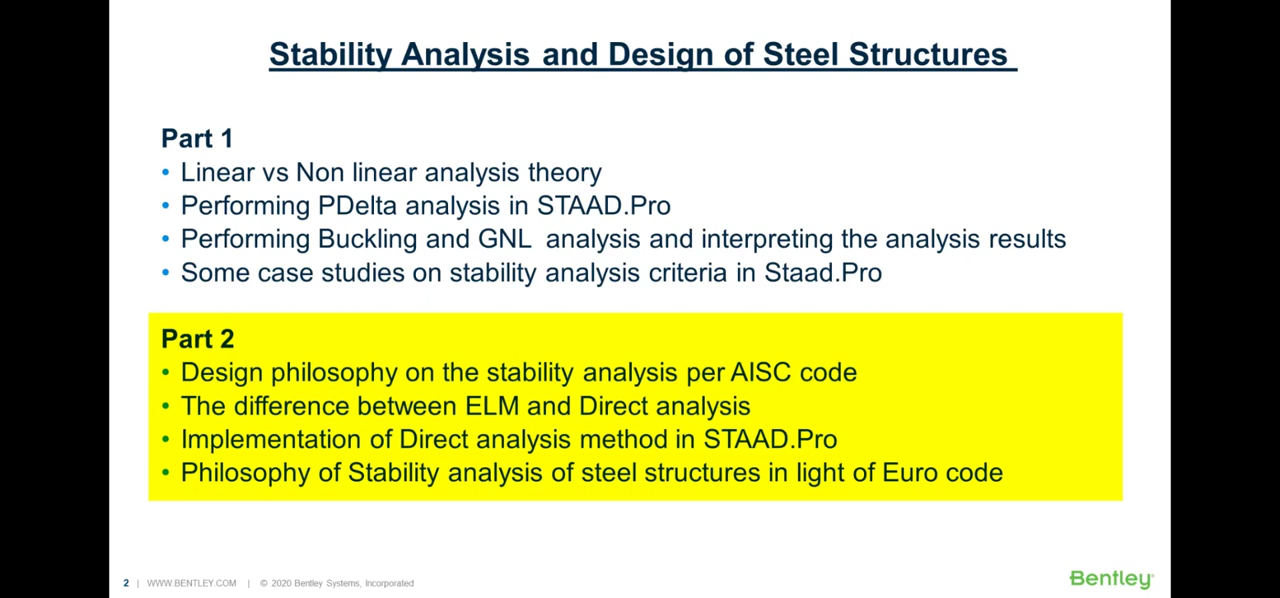 Stability Analysis and Design of Steel Structures
Part 1
• Linear vs Non linear analysis theory
• Performing PDelta analysis in STAAD.Pro
• Performing Buckling and GNL analysis and interpreting the analysis results
• Some case studies on stability analysis criteria in Staad.Pro
Part 2
• Design philosophy on the stability analysis per AISC code
• The difference between ELM and Direct analysis
• Implementation of Direct analysis method in STAAD.Pro
• Philosophy of Stability analysis of steel structures in light of Euro code
2 | WWW.BENTLEY.COM | © 2020 Bentley Systems, Incorporated
Bentley